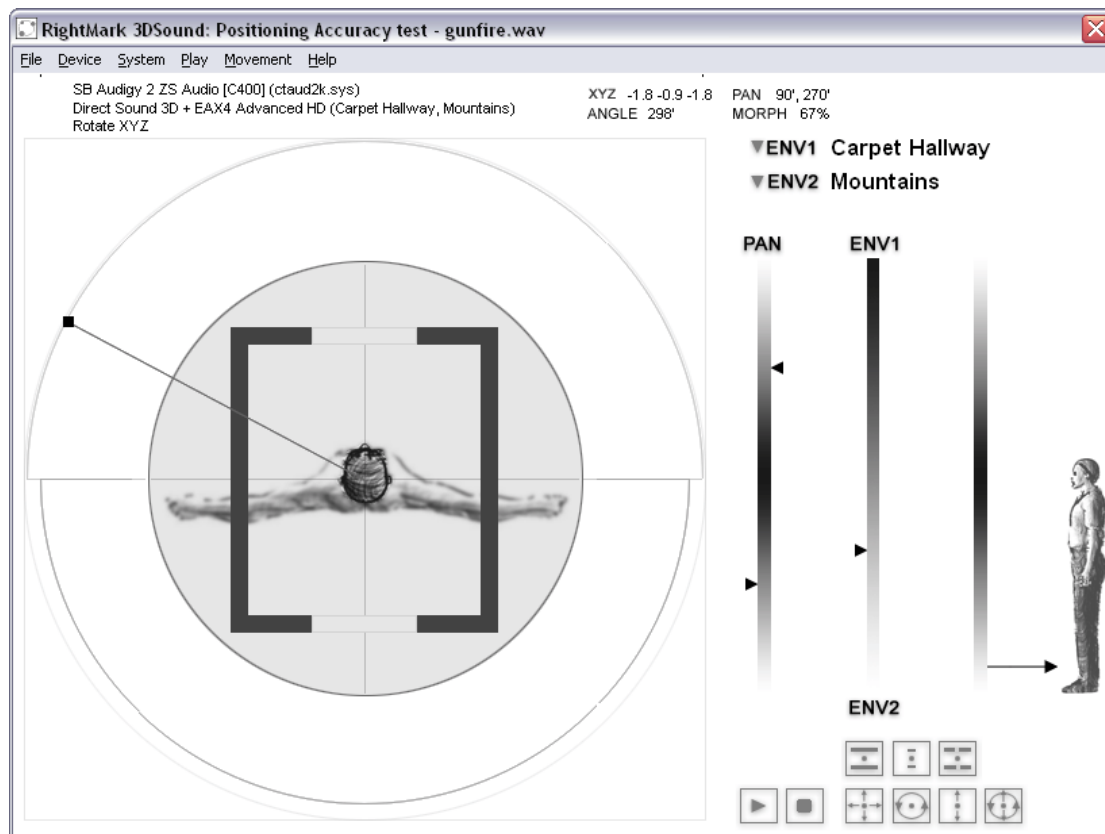 RightMark 3DSound: Positioning Accuracy test - gunfire.wav
File Device System Play Movement Help
SB Audigy 2 ZS Audio [C400] (ctaud2k.sys)
Direct Sound 3D + EAX4 Advanced HD (Carpet Hallway, Mountains)
Rotate XYZ
XYZ -1.8 -0.9 -1.8 PAN 90', 270'
ANGLE 298' MORPH 67%
ENV1 Carpet Hallway
ENV2 Mountains
PAN ENV1
ENV2